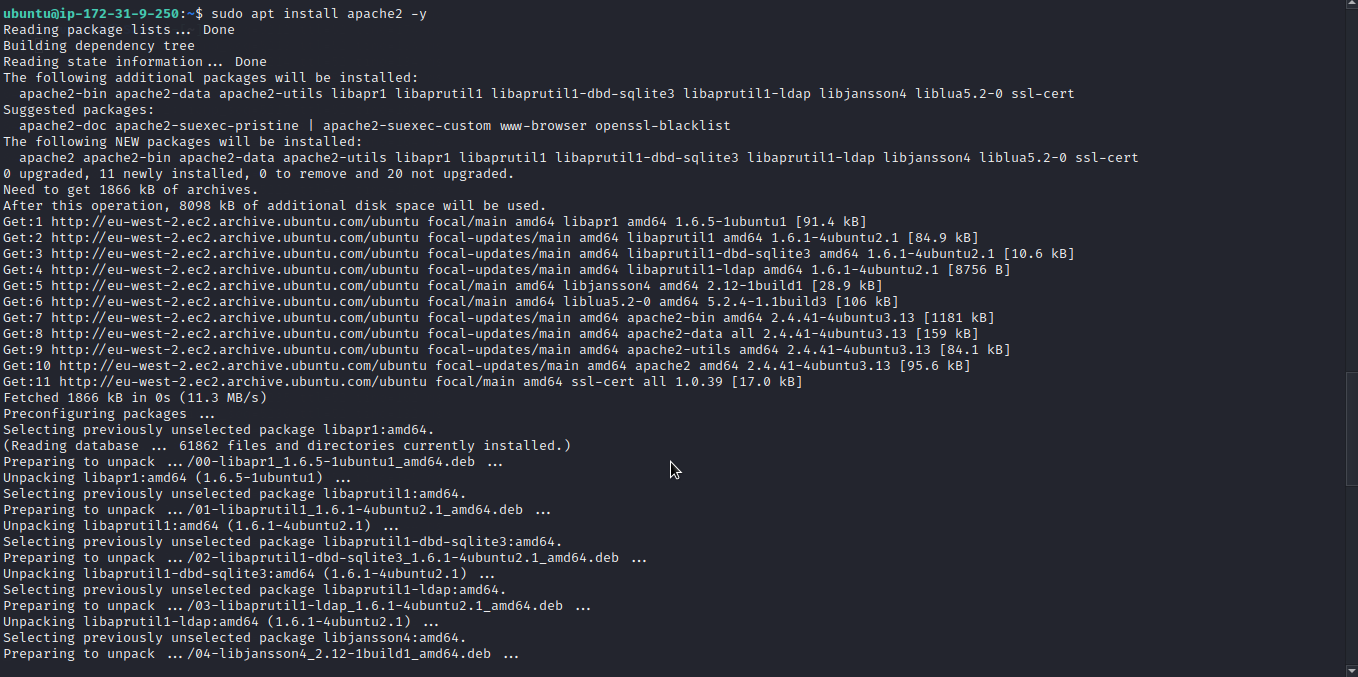 ubuntu@ip-172-31-9-250:~$ sudo apt install apache2 -y
Reading package lists... Done
Building dependency tree
Reading state information... Done
The following additional packages will be installed:
  apache2-bin apache2-data apache2-utils libapr1 libaprutil1 libaprutil1-dbd-sqlite3 libaprutil1-ldap libjansson4 liblua5.2-0 ssl-cert
Suggested packages:
  apache2-doc apache2-suexec-pristine | apache2-suexec-custom www-browser openssl-blacklist
The following NEW packages will be installed:
  apache2 apache2-bin apache2-data apache2-utils libapr1 libaprutil1 libaprutil1-dbd-sqlite3 libaprutil1-ldap libjansson4 liblua5.2-0 ssl-cert
0 upgraded, 11 newly installed, 0 to remove and 20 not upgraded.
Need to get 1866 kB of archives.
After this operation, 8098 kB of additional disk space will be used.
Get:1 http://eu-west-2.ec2.archive.ubuntu.com/ubuntu focal/main amd64 libapr1 amd64 1.6.5-1ubuntu1 [91.4 kB]
Get:2 http://eu-west-2.ec2.archive.ubuntu.com/ubuntu focal-updates/main amd64 libaprutil1 amd64 1.6.1-4ubuntu2.1 [84.9 kB]
Get:3 http://eu-west-2.ec2.archive.ubuntu.com/ubuntu focal-updates/main amd64 libaprutil1-dbd-sqlite3 amd64 1.6.1-4ubuntu2.1 [10.6 kB]
Get:4 http://eu-west-2.ec2.archive.ubuntu.com/ubuntu focal-updates/main amd64 libaprutil1-ldap amd64 1.6.1-4ubuntu2.1 [8756 B]
Get:5 http://eu-west-2.ec2.archive.ubuntu.com/ubuntu focal/main amd64 libjansson4 amd64 2.12-1build1 [28.9 kB]
Get:6 http://eu-west-2.ec2.archive.ubuntu.com/ubuntu focal/main amd64 liblua5.2-0 amd64 5.2.4-1.1build3 [106 kB]
Get:7 http://eu-west-2.ec2.archive.ubuntu.com/ubuntu focal-updates/main amd64 apache2-bin amd64 2.4.41-4ubuntu3.13 [1181 kB]
Get:8 http://eu-west-2.ec2.archive.ubuntu.com/ubuntu focal-updates/main amd64 apache2-data all 2.4.41-4ubuntu3.13 [159 kB]
Get:9 http://eu-west-2.ec2.archive.ubuntu.com/ubuntu focal-updates/main amd64 apache2-utils amd64 2.4.41-4ubuntu3.13 [84.1 kB]
Get:10 http://eu-west-2.ec2.archive.ubuntu.com/ubuntu focal-updates/main amd64 apache2 amd64 2.4.41-4ubuntu3.13 [95.6 kB]
Get:11 http://eu-west-2.ec2.archive.ubuntu.com/ubuntu focal/main amd64 ssl-cert all 1.0.39 [17.0 kB]
Fetched 1866 kB in 0s (11.3 MB/s)
Preconfiguring packages ...
Selecting previously unselected package libapr1:amd64.
(Reading database ... 61862 files and directories currently installed.)
Preparing to unpack .../00-libapr1_1.6.5-1ubuntu1_amd64.deb ...
Unpacking libapr1:amd64 (1.6.5-1ubuntu1) ...
Selecting previously unselected package libaprutil1:amd64.
Preparing to unpack .../01-libaprutil1_1.6.1-4ubuntu2.1_amd64.deb ...
Unpacking libaprutil1:amd64 (1.6.1-4ubuntu2.1) ...
Selecting previously unselected package libaprutil1-dbd-sqlite3:amd64.
Preparing to unpack .../02-libaprutil1-dbd-sqlite3_1.6.1-4ubuntu2.1_amd64.deb ...
Unpacking libaprutil1-dbd-sqlite3:amd64 (1.6.1-4ubuntu2.1) ...
Selecting previously unselected package libaprutil1-ldap:amd64.
Preparing to unpack .../03-libaprutil1-ldap_1.6.1-4ubuntu2.1_amd64.deb ...
Unpacking libaprutil1-ldap:amd64 (1.6.1-4ubuntu2.1) ...
Selecting previously unselected package libjansson4:amd64.
Preparing to unpack .../04-libjansson4_2.12-1build1_amd64.deb ...